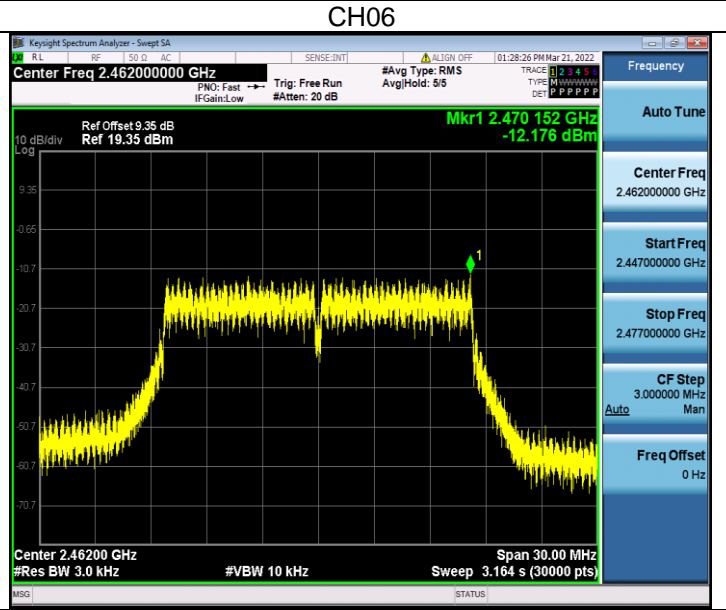 CH06
Keysight Spectrum Analyzer - Swept SA
RL RF 50 Ω AC SENSE:INT ALIGN OFF 01:28:26 PM Mar 21, 2022
Center Freq 2.462000000 GHz
PNO: Fast
IFGain:Low
Trig: Free Run
#Atten: 20 dB
#Avg Type: RMS
Avg|Hold: 5/5
TRACE 1 2 3 4 5 6
TYPE M WWWWW
DET P P P P P P
Ref Offset 9.35 dB
10 dB/div Ref 19.35 dBm
Log
Mkr1 2.470 152 GHz
-12.176 dBm
9.35
-0.65
-10.7
-20.7
-30.7
-40.7
-50.7
-60.7
-70.7
1
Center 2.46200 GHz Span 30.00 MHz
#Res BW 3.0 kHz #VBW 10 kHz Sweep 3.164 s (30000 pts)
MSG STATUS
Frequency
Auto Tune
Center Freq
2.462000000 GHz
Start Freq
2.447000000 GHz
Stop Freq
2.477000000 GHz
CF Step
3.000000 MHz
Auto Man
Freq Offset
0 Hz